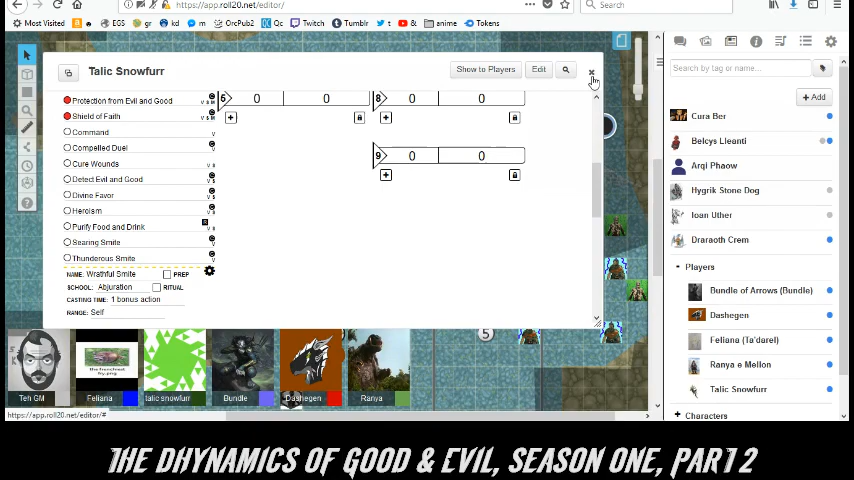 https://app.roll20.net/editor/
Search
Most Visited EGS gr kd m OrcPub2 Qc Twitch Tumblr t & anime Tokens
Talic Snowfurr
Show to Players Edit
Protection from Evil and Good
Shield of Faith
Command
Compelled Duel
Cure Wounds
Detect Evil and Good
Divine Favor
Heroism
Purify Food and Drink
Searing Smite
Thunderous Smite
NAME: Wrathful Smite PREP
SCHOOL: Abjuration RITUAL
CASTING TIME: 1 bonus action
RANGE: Self
6 0 0
8 0 0
9 0 0
5
Search by tag or name...
+ Add
Cura Ber
Belcys Lleanti
Arqi Phaow
Hygrik Stone Dog
Ioan Uther
Draraoth Crem
Players
Bundle of Arrows (Bundle)
Dashegen
Feliana (Ta'darel)
Ranya e Mellon
Talic Snowfurr
Characters
the frenchest
fry.png
Teh GM Feliana talic snowfurr Bundle Dashegen Ranya
https://app.roll20.net/editor/#
THE DHYNAMICS OF GOOD & EVIL, SEASON ONE, PART 2